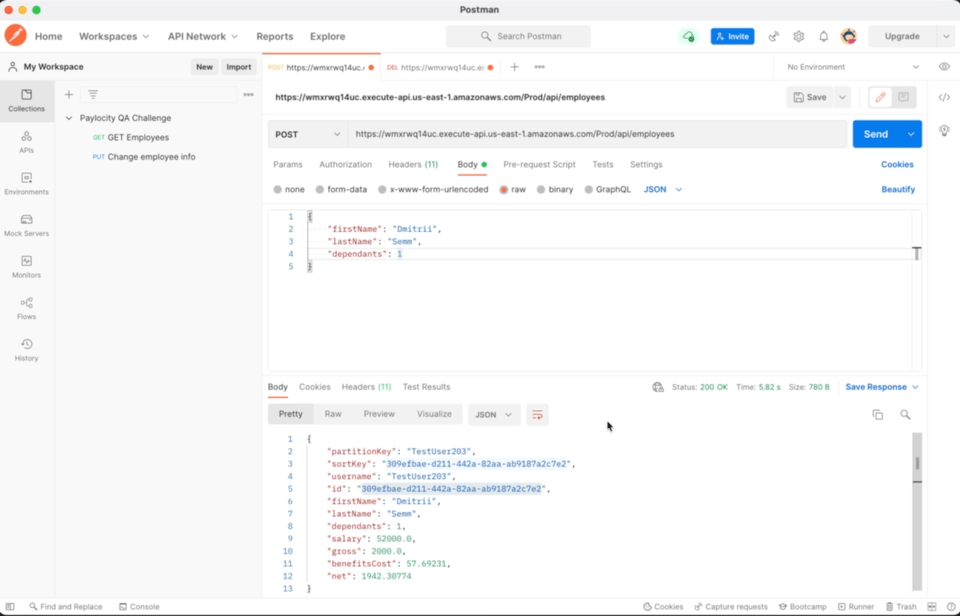 Postman
Home Workspaces API Network Reports Explore Search Postman Invite Upgrade
My Workspace New Import POST https://wmxrwq14uc. DEL https://wmxrwq14uc.e No Environment
Collections
APIs
Environments
Mock Servers
Monitors
Flows
History
Paylocity QA Challenge
GET GET Employees
PUT Change employee info
https://wmxrwq14uc.execute-api.us-east-1.amazonaws.com/Prod/api/employees Save
POST https://wmxrwq14uc.execute-api.us-east-1.amazonaws.com/Prod/api/employees Send
Params Authorization Headers (11) Body Pre-request Script Tests Settings Cookies
none form-data x-www-form-urlencoded raw binary GraphQL JSON Beautify
1 {
2 "firstName": "Dmitrii",
3 "lastName": "Semm",
4 "dependants": 1
5 }
Body Cookies Headers (11) Test Results Status: 200 OK Time: 5.82 s Size: 780 B Save Response
Pretty Raw Preview Visualize JSON
1 {
2 "partitionKey": "TestUser203",
3 "sortKey": "309efbae-d211-442a-82aa-ab9187a2c7e2",
4 "username": "TestUser203",
5 "id": "309efbae-d211-442a-82aa-ab9187a2c7e2",
6 "firstName": "Dmitrii",
7 "lastName": "Semm",
8 "dependants": 1,
9 "salary": 52000.0,
10 "gross": 2000.0,
11 "benefitsCost": 57.69231,
12 "net": 1942.30774
13 }
Find and Replace Console Cookies Capture requests Bootcamp Runner Trash